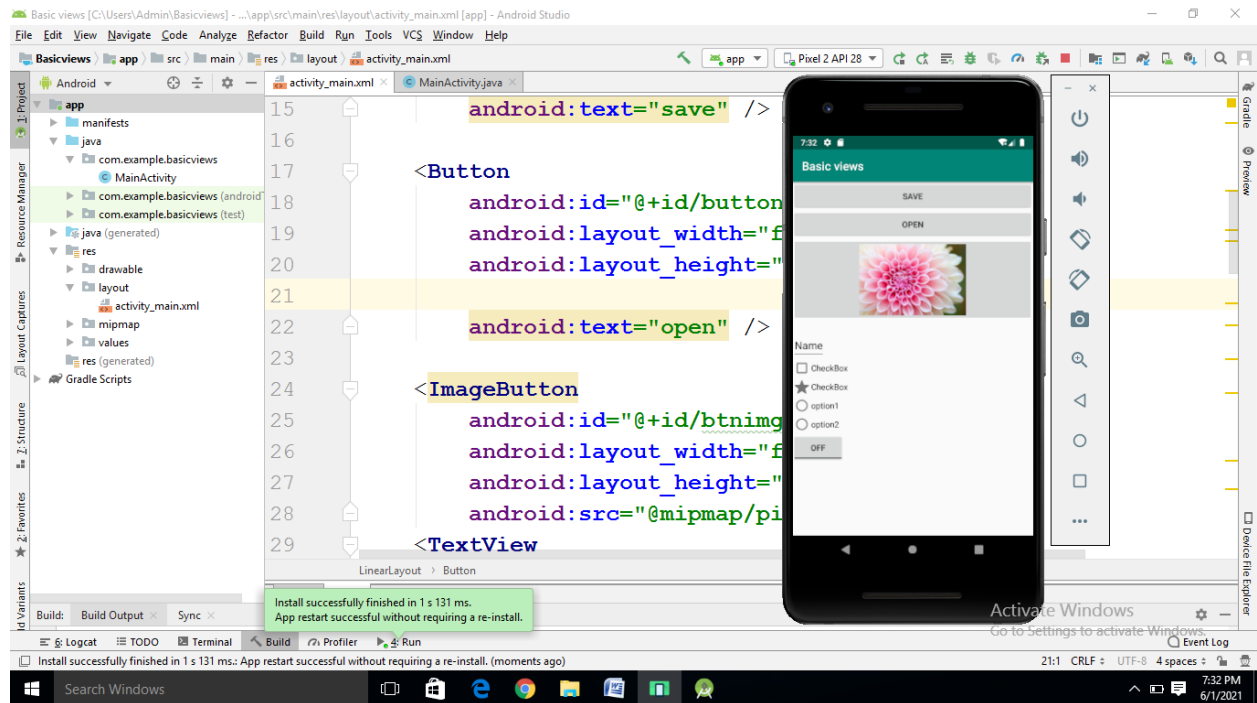 Basic views [C:\Users\Admin\Basicviews] - ...\app\src\main\res\layout\activity_main.xml [app] - Android Studio
File Edit View Navigate Code Analyze Refactor Build Run Tools VCS Window Help
Basicviews app src main res layout activity_main.xml
app
Pixel 2 API 28
Android
activity_main.xml
MainActivity.java
1: Project
Resource Manager
Layout Captures
Z: Structure
2: Favorites
Variants
app
manifests
java
com.example.basicviews
MainActivity
com.example.basicviews (android
com.example.basicviews (test)
java (generated)
res
drawable
layout
activity_main.xml
mipmap
values
res (generated)
Gradle Scripts
15 android:text="save" />
16
17 <Button
18 android:id="@+id/button
19 android:layout_width="f
20 android:layout_height="
21
22 android:text="open" />
23
24 <ImageButton
25 android:id="@+id/btnimg
26 android:layout_width="f
27 android:layout_height="
28 android:src="@mipmap/pi
29 <TextView
LinearLayout Button
7:32
Basic views
SAVE
OPEN
Name
CheckBox
CheckBox
option1
option2
OFF
Gradle
Preview
Device File Explorer
Install successfully finished in 1 s 131 ms.
App restart successful without requiring a re-install.
Activate Windows
Go to Settings to activate Windows.
Build: Build Output Sync
6: Logcat TODO Terminal Build Profiler 4: Run Event Log
Install successfully finished in 1 s 131 ms.: App restart successful without requiring a re-install. (moments ago)
21:1 CRLF UTF-8 4 spaces
Search Windows
7:32 PM
6/1/2021